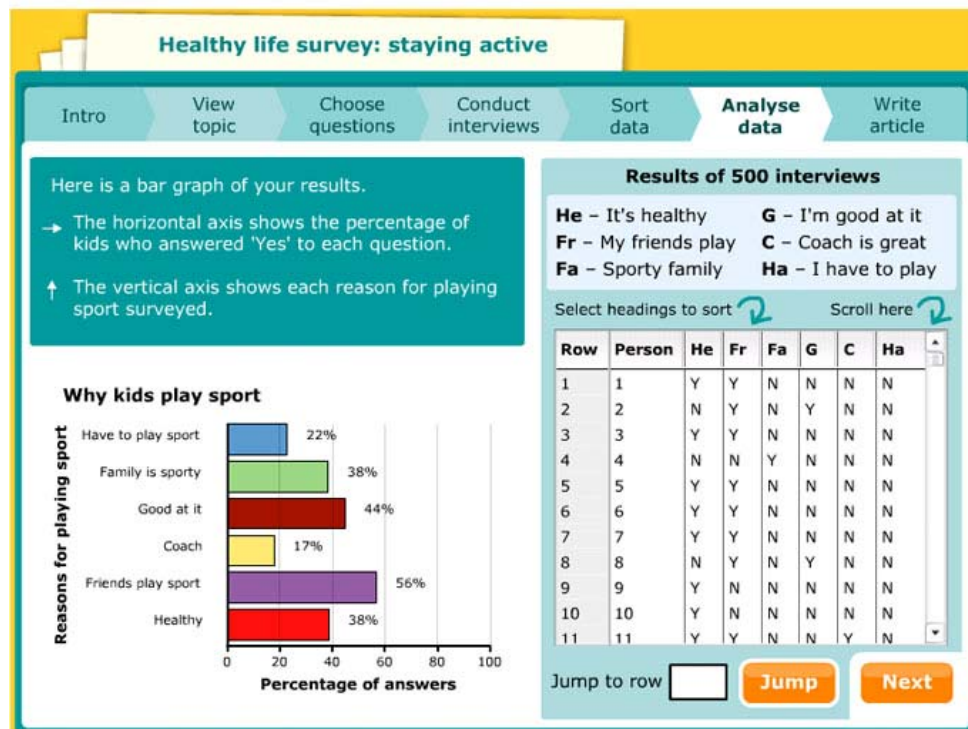 Healthy life survey: staying active
Intro
View
topic
Choose
questions
Conduct
interviews
Sort
data
Analyse
data
Write
article
Here is a bar graph of your results.
→ The horizontal axis shows the percentage of
kids who answered 'Yes' to each question.
↑ The vertical axis shows each reason for playing
sport surveyed.
Why kids play sport
Reasons for playing sport
Have to play sport 22%
Family is sporty 38%
Good at it 44%
Coach 17%
Friends play sport 56%
Healthy 38%
0 20 40 60 80 100
Percentage of answers
Results of 500 interviews
He – It's healthy G – I'm good at it
Fr – My friends play C – Coach is great
Fa – Sporty family Ha – I have to play
Select headings to sort Scroll here
Row Person He Fr Fa G C Ha
1 1 Y Y N N N N
2 2 N Y N Y N N
3 3 Y Y N N N N
4 4 N N Y N N N
5 5 Y Y N N N N
6 6 Y Y N N N N
7 7 Y Y N N N N
8 8 N Y N Y N N
9 9 Y N N N N N
10 10 Y N N N N N
11 11 Y Y N N Y N
Jump to row Jump Next